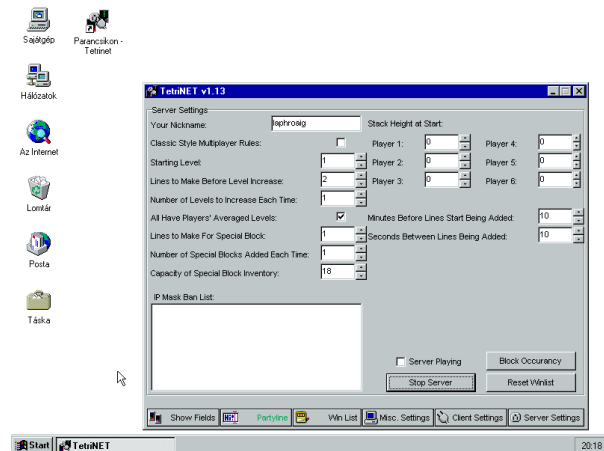 Sajátgép
Parancsikon -
Tetrinet
Hálózatok
Az Internet
Lomtár
Posta
Táska
TetriNET v1.13
Server Settings
Your Nickname: laphroaig Stack Height at Start:
Classic Style Multiplayer Rules: Player 1: 0 Player 4: 0
Starting Level: 1 Player 2: 0 Player 5: 0
Lines to Make Before Level Increase: 2 Player 3: 0 Player 6: 0
Number of Levels to Increase Each Time: 1
All Have Players' Averaged Levels: Minutes Before Lines Start Being Added: 10
Lines to Make For Special Block: 1 Seconds Between Lines Being Added: 10
Number of Special Blocks Added Each Time: 1
Capacity of Special Block Inventory: 18
IP Mask Ban List:
Server Playing Block Occurancy
Stop Server Reset Winlist
Show Fields Hi! Partyline Win List Misc. Settings Client Settings Server Settings
Start TetriNET 20:18